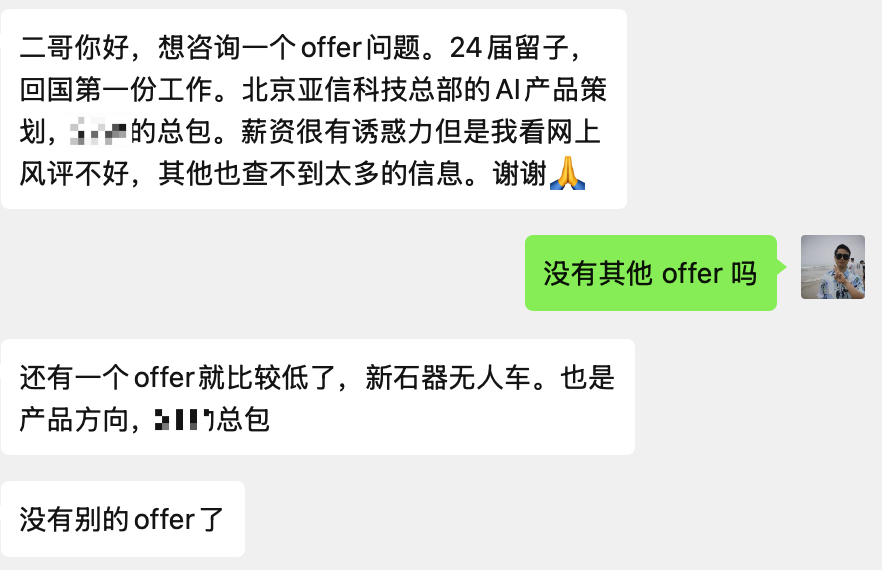 二哥你好，想咨询一个offer问题。24届留子，
回国第一份工作。北京亚信科技总部的AI产品策
划，的总包。薪资很有诱惑力但是我看网上
风评不好，其他也查不到太多的信息。谢谢🙏
没有其他 offer 吗
还有一个offer就比较低了，新石器无人车。也是
产品方向，总包
没有别的offer了